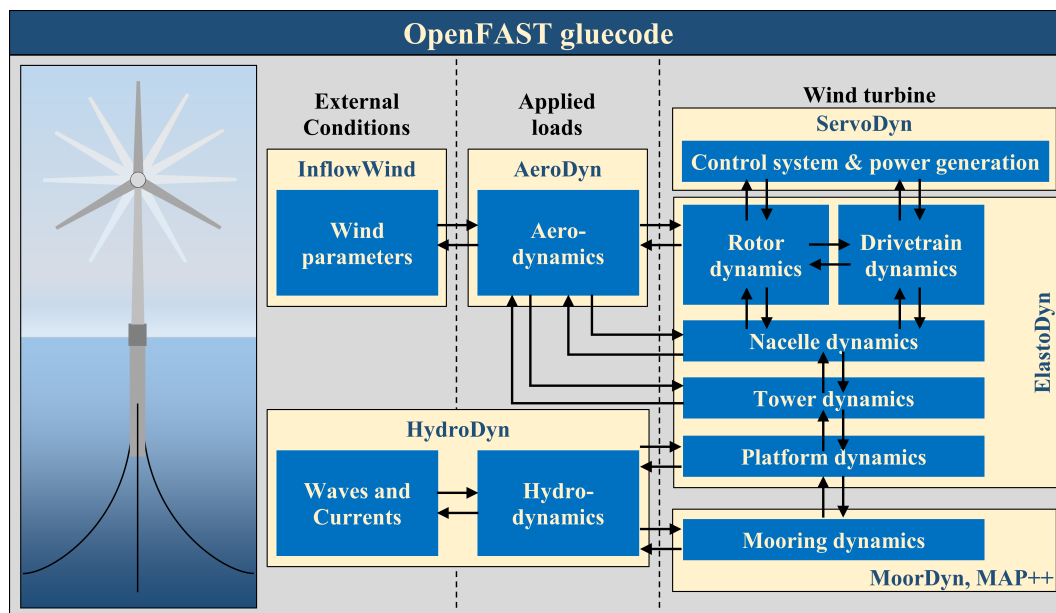 OpenFAST gluecode
External
Conditions
Applied
loads
Wind turbine
InflowWind
Wind
parameters
AeroDyn
Aero-
dynamics
ServoDyn
Control system & power generation
Rotor
dynamics
Drivetrain
dynamics
Nacelle dynamics
Tower dynamics
Platform dynamics
ElastoDyn
HydroDyn
Waves and
Currents
Hydro-
dynamics
Mooring dynamics
MoorDyn, MAP++